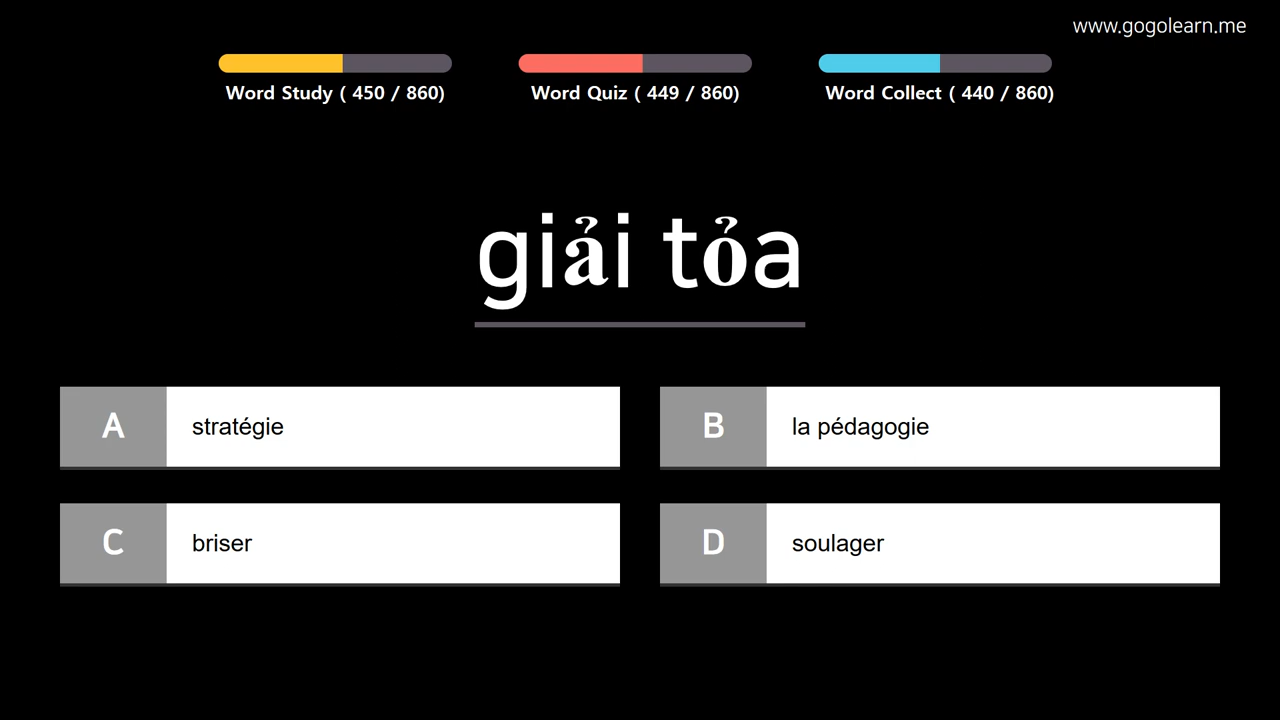 www.gogolearn.me
Word Study ( 450 / 860)
Word Quiz ( 449 / 860)
Word Collect ( 440 / 860)
giải tỏa
A stratégie
B la pédagogie
C briser
D soulager